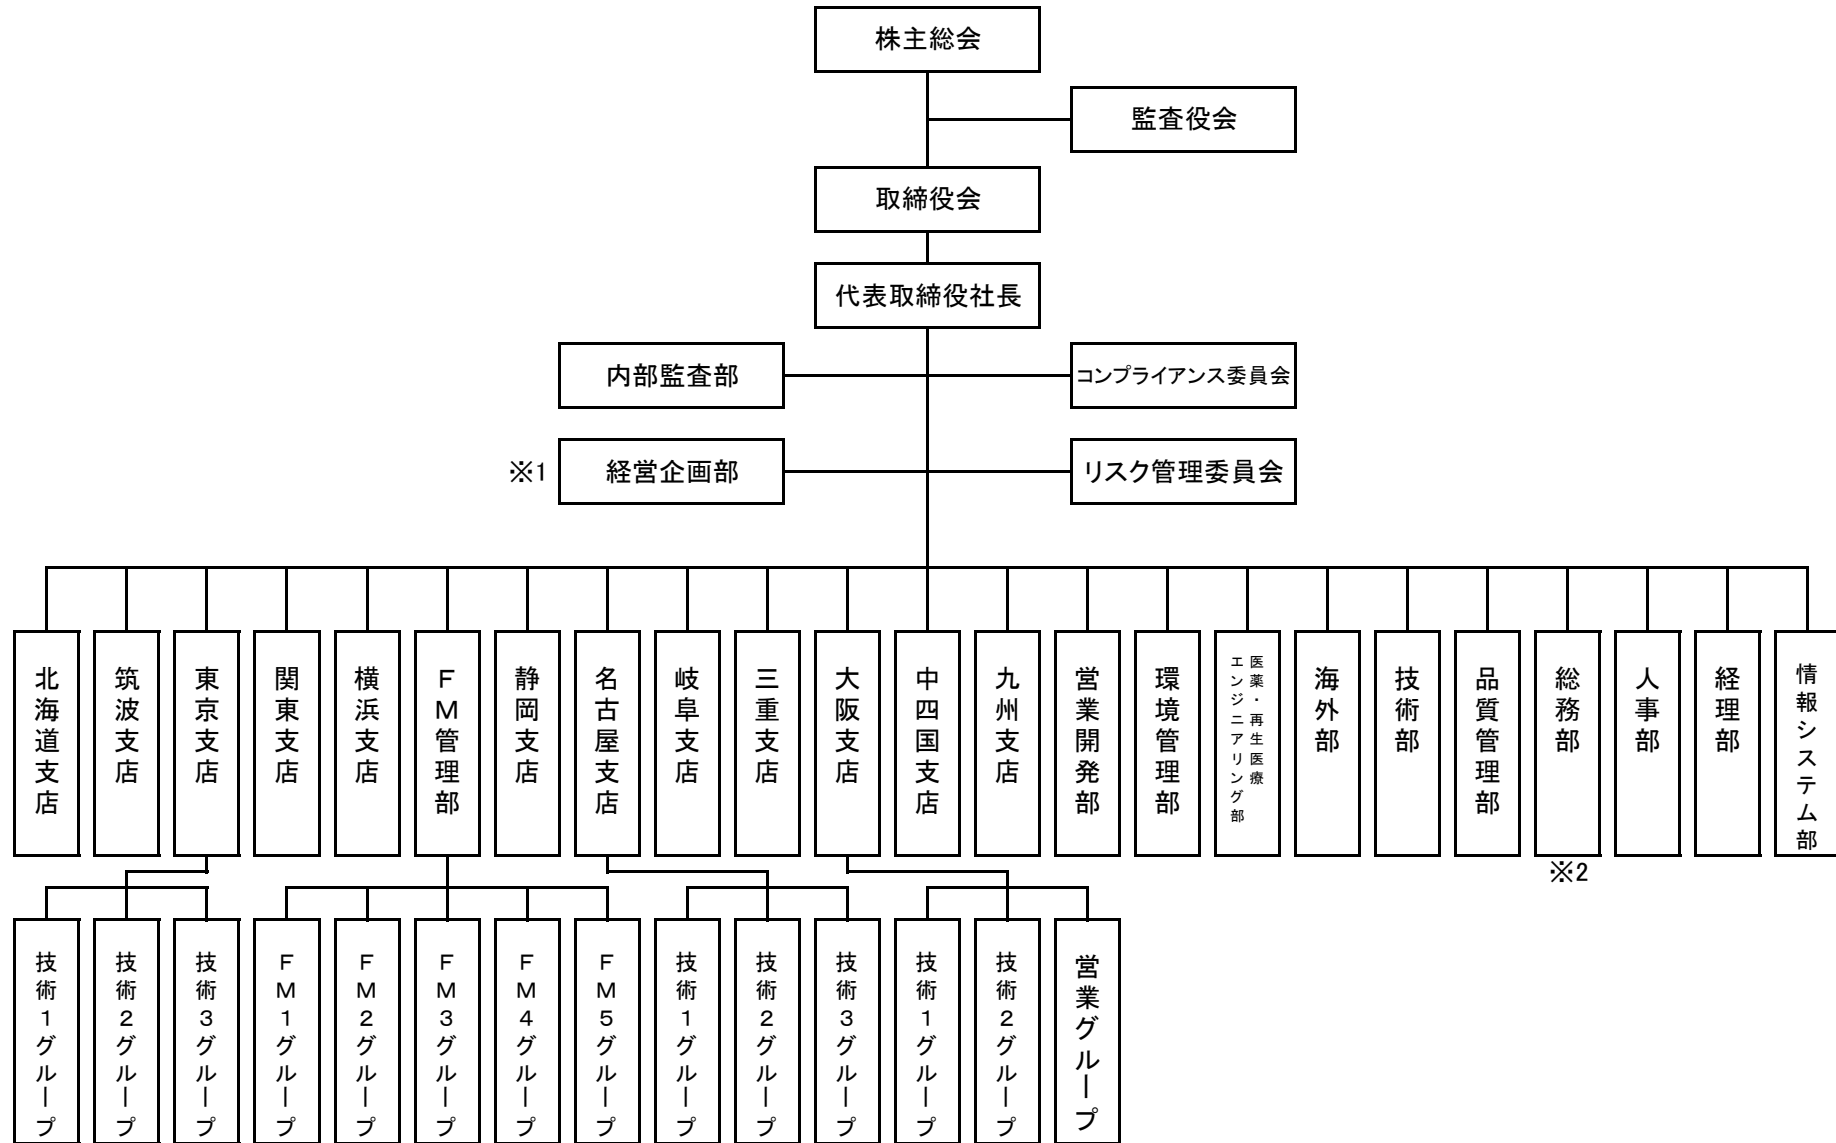 株主総会
監査役会
取締役会
代表取締役社長
内部監査部
コンプライアンス委員会
※1
経営企画部
リスク管理委員会
北海道支店
筑波支店
東京支店
関東支店
横浜支店
FM管理部
静岡支店
名古屋支店
岐阜支店
三重支店
大阪支店
中四国支店
九州支店
営業開発部
環境管理部
医薬・再生医療
エンジニアリング部
海外部
技術部
品質管理部
総務部
人事部
経理部
情報システム部
※2
技術1グループ
技術2グループ
技術3グループ
FM1グループ
FM2グループ
FM3グループ
FM4グループ
FM5グループ
技術1グループ
技術2グループ
技術3グループ
技術1グループ
技術2グループ
営業グループ